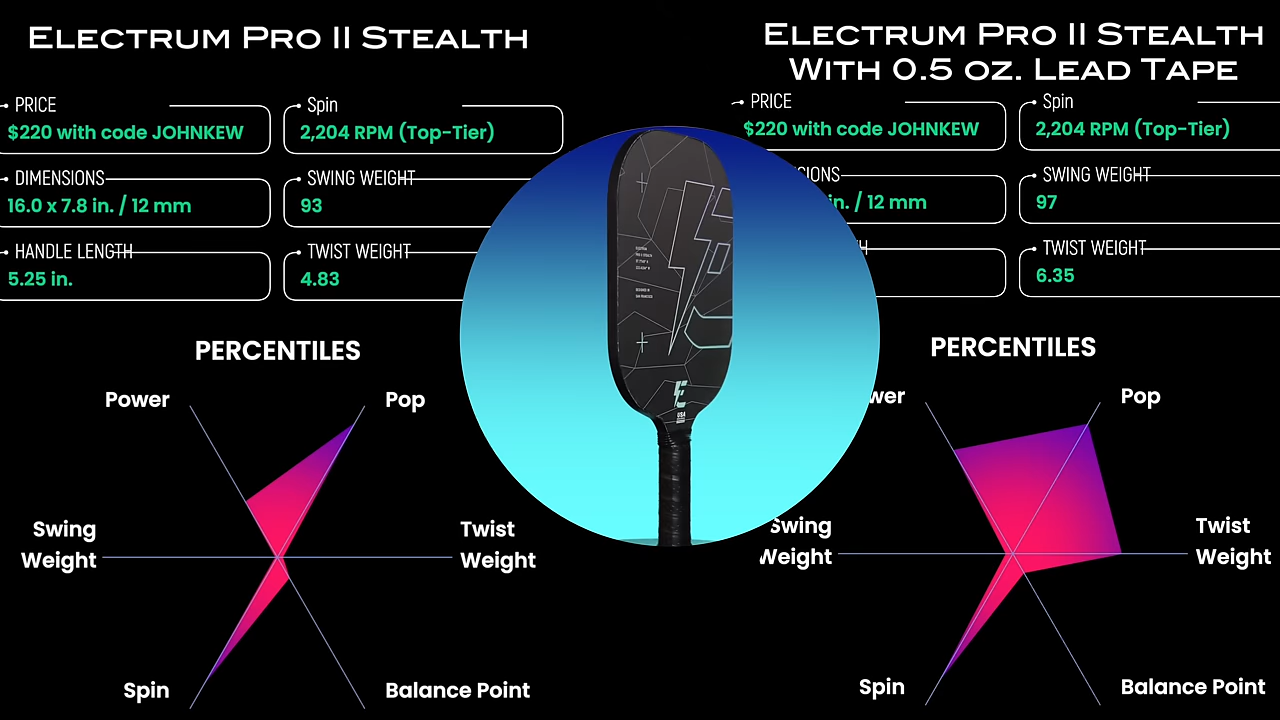 ELECTRUM PRO II STEALTH
PRICE
$220 with code JOHNKEW
Spin
2,204 RPM (Top-Tier)
DIMENSIONS
16.0 x 7.8 in. / 12 mm
SWING WEIGHT
93
HANDLE LENGTH
5.25 in.
TWIST WEIGHT
4.83
PERCENTILES
Power
Pop
Swing
Weight
Twist
Weight
Spin
Balance Point
USA
ELECTRUM PRO II STEALTH
WITH 0.5 OZ. LEAD TAPE
PRICE
$220 with code JOHNKEW
Spin
2,204 RPM (Top-Tier)
SIONS
in. / 12 mm
SWING WEIGHT
97
H
TWIST WEIGHT
6.35
PERCENTILES
wer
Pop
Swing
Weight
Twist
Weight
Spin
Balance Point